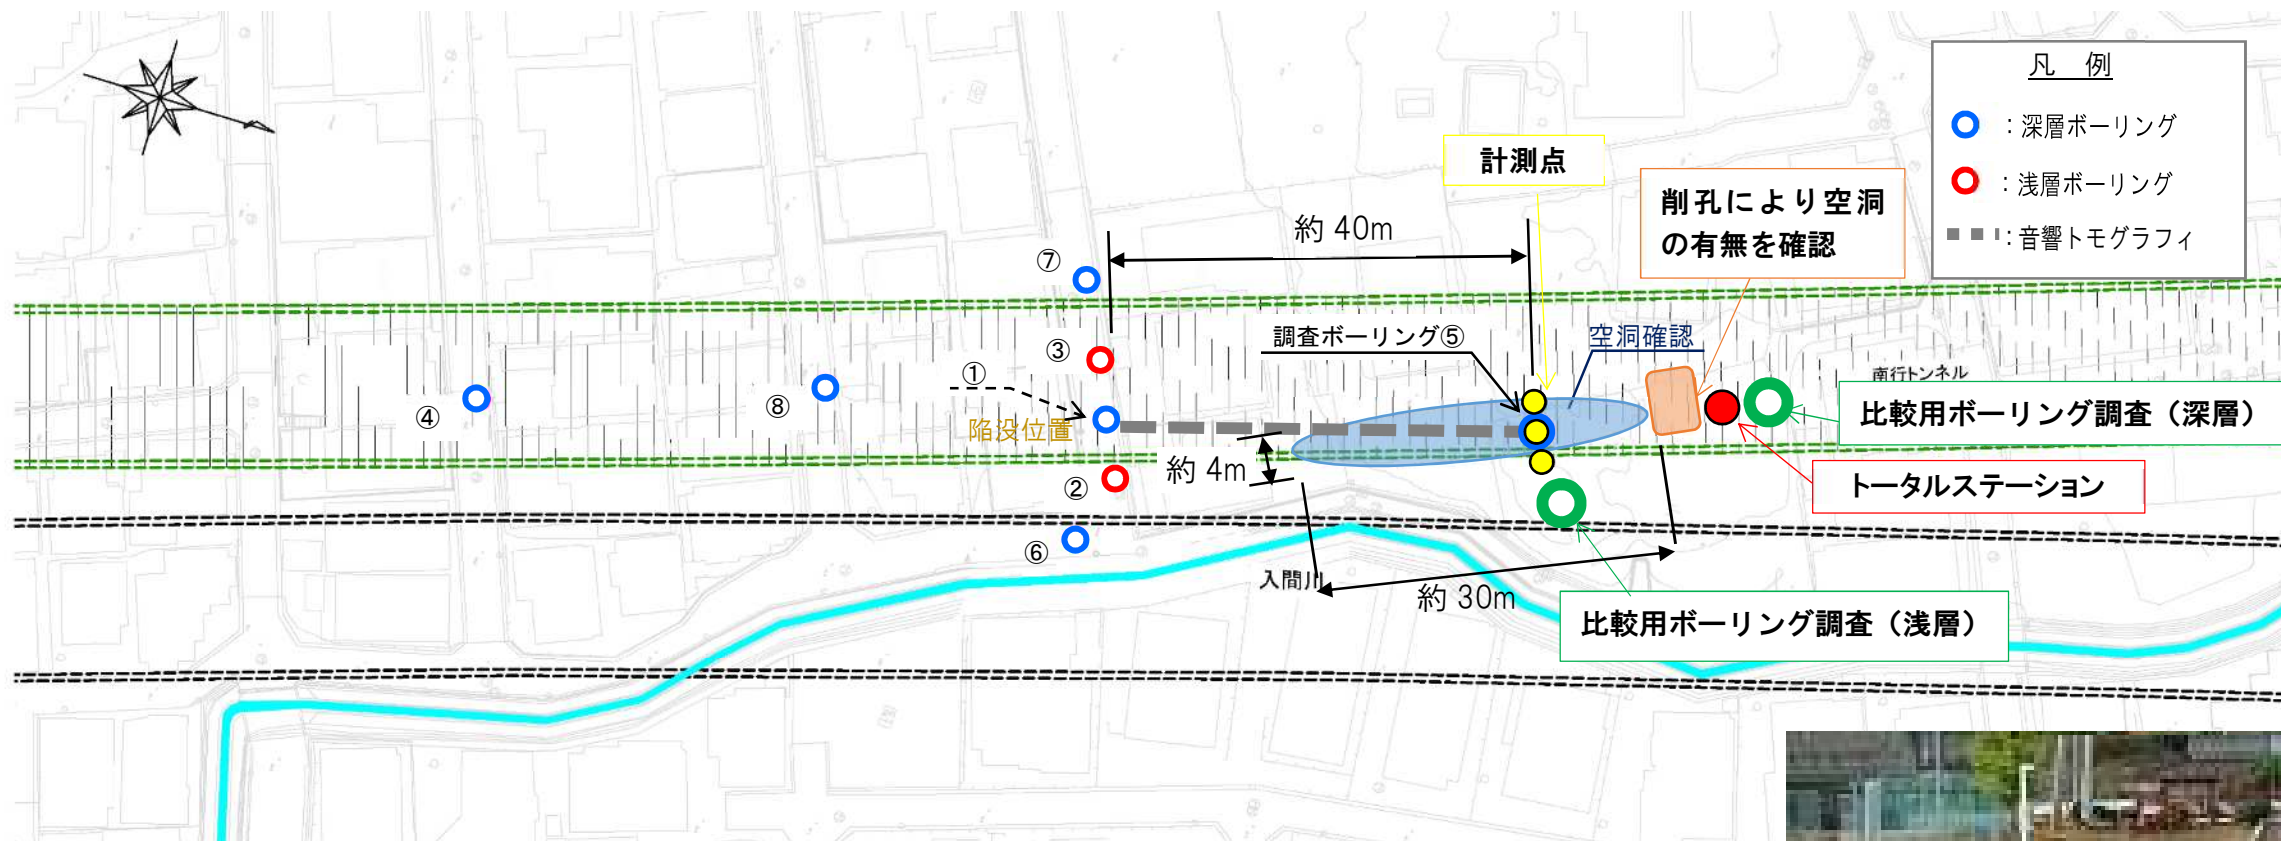 凡 例
:深層ボーリング
:浅層ボーリング
:音響トモグラフィ
計測点
削孔により空洞
の有無を確認
約 40m
⑦
③
調査ボーリング⑤
空洞確認
①
南行トンネル
④
⑧
陥没位置
比較用ボーリング調査（深層）
約 4m
②
トータルステーション
⑥
入間川
約 30m
比較用ボーリング調査（浅層）